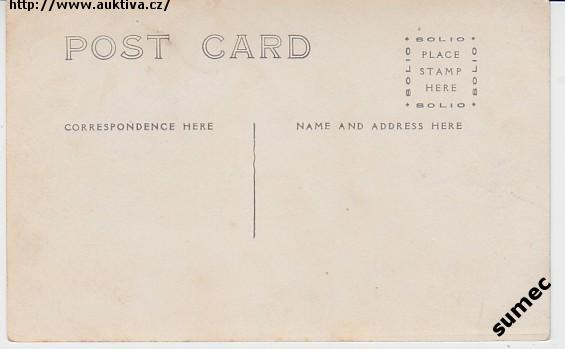 http://www.auktiva.cz/
POST CARD
SOLIO
SOLIO
PLACE
STAMP
HERE
SOLIO
SOLIO
CORRESPONDENCE HERE
NAME AND ADDRESS HERE
sumec